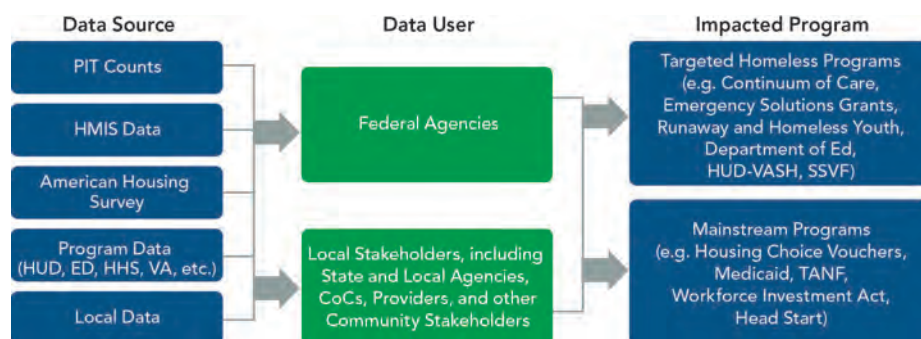 Data Source
Data User
Impacted Program
PIT Counts
HMIS Data
American Housing
Survey
Program Data
(HUD, ED, HHS, VA, etc.)
Local Data
Federal Agencies
Local Stakeholders, including
State and Local Agencies,
CoCs, Providers, and other
Community Stakeholders
Targeted Homeless Programs
(e.g. Continuum of Care,
Emergency Solutions Grants,
Runaway and Homeless Youth,
Department of Ed,
HUD-VASH, SSVF)
Mainstream Programs
(e.g. Housing Choice Vouchers,
Medicaid, TANF,
Workforce Investment Act,
Head Start)